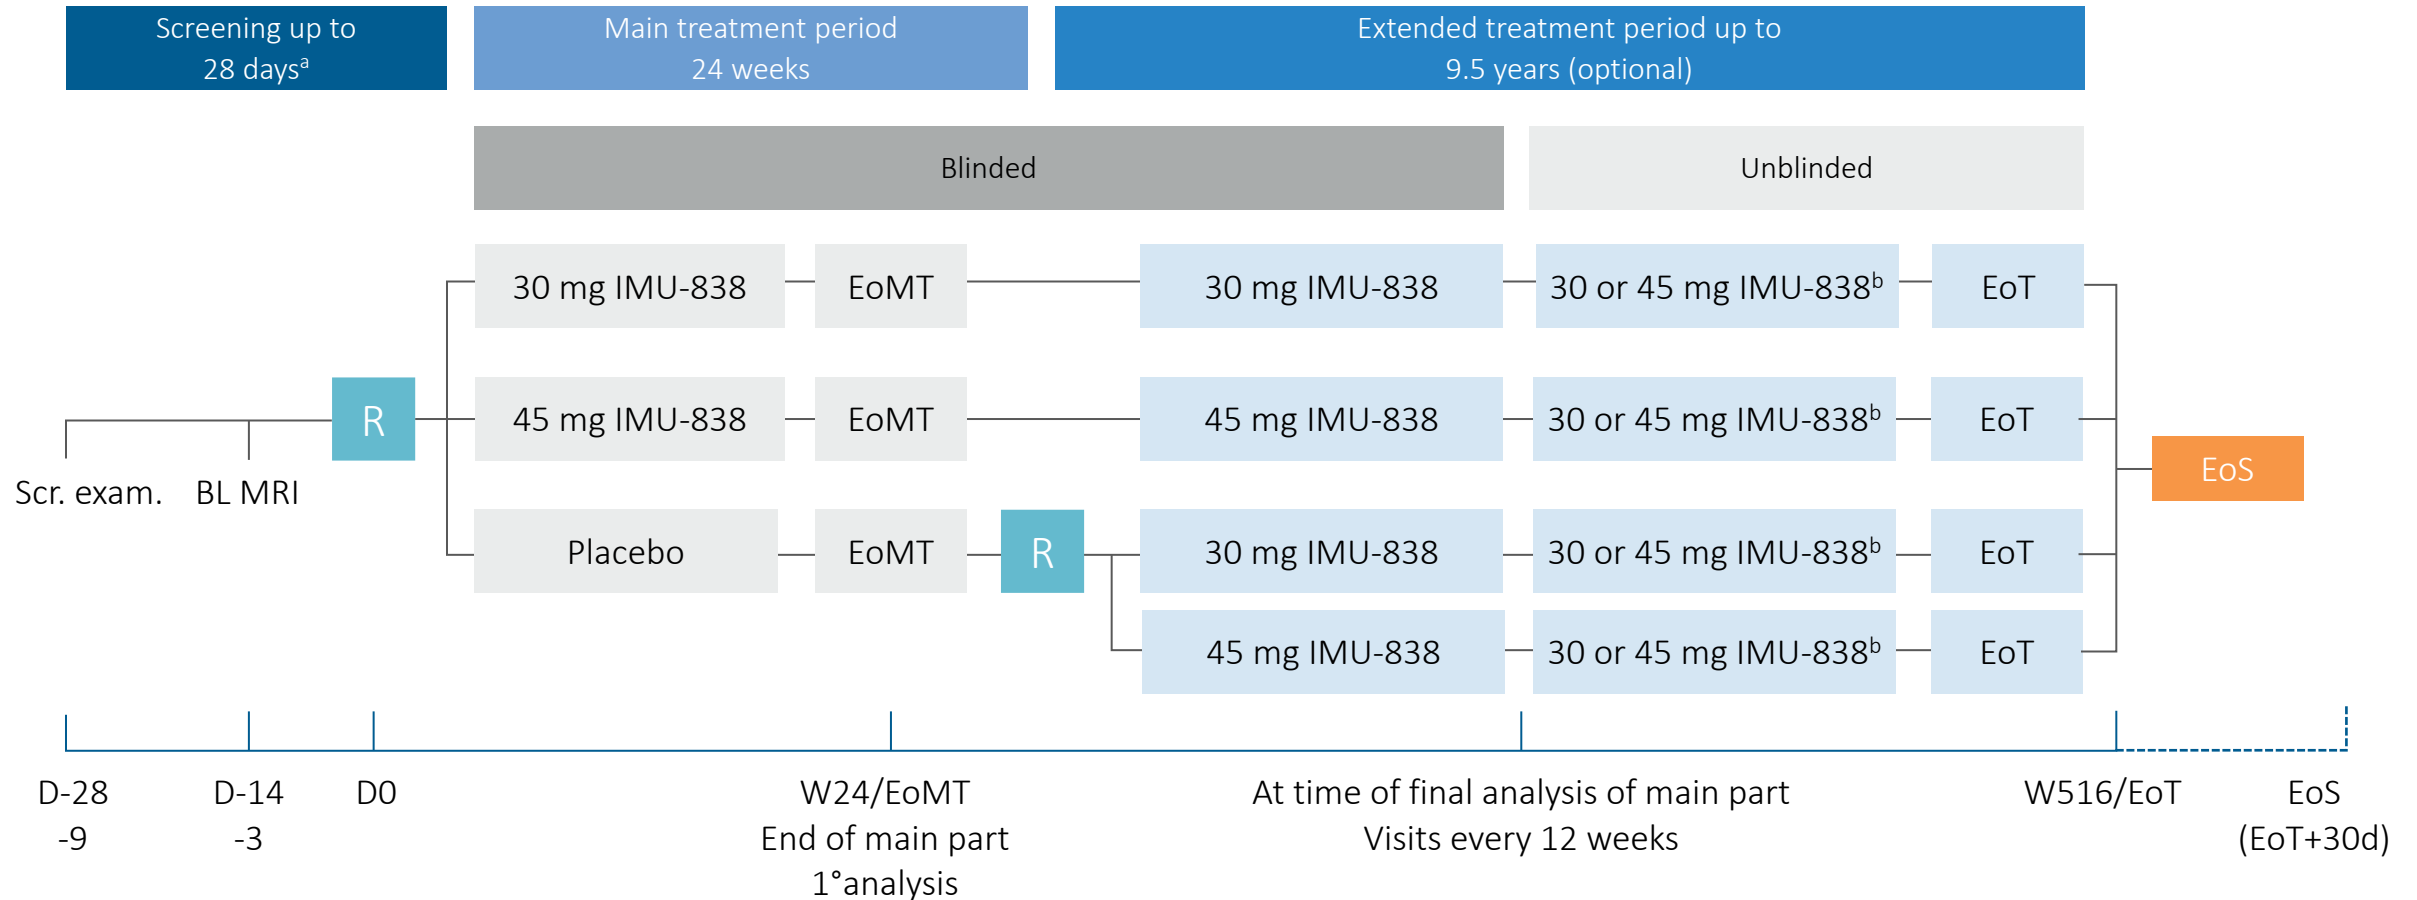 Screening up to
28 daysᵃ
Main treatment period
24 weeks
Extended treatment period up to
9.5 years (optional)
Blinded
Unblinded
30 mg IMU-838
EoMT
30 mg IMU-838
30 or 45 mg IMU-838ᵇ
EoT
R
45 mg IMU-838
EoMT
45 mg IMU-838
30 or 45 mg IMU-838ᵇ
EoT
EoS
Scr. exam.
BL MRI
Placebo
EoMT
R
30 mg IMU-838
30 or 45 mg IMU-838ᵇ
EoT
45 mg IMU-838
30 or 45 mg IMU-838ᵇ
EoT
D-28
-9
D-14
-3
D0
W24/EoMT
End of main part
1°analysis
At time of final analysis of main part
Visits every 12 weeks
W516/EoT
EoS
(EoT+30d)